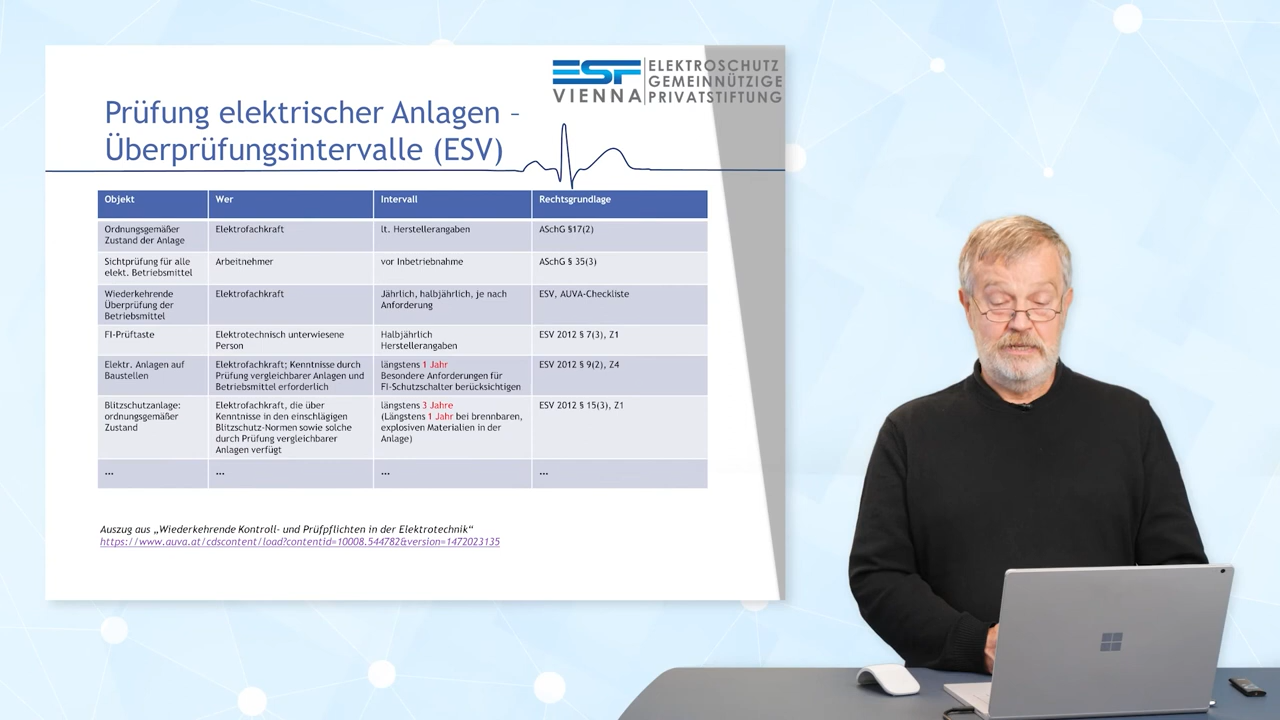 ESF
VIENNA
ELEKTROSCHUTZ
GEMEINNÜTZIGE
PRIVATSTIFTUNG
Prüfung elektrischer Anlagen –
Überprüfungsintervalle (ESV)
Objekt Wer Intervall Rechtsgrundlage
Ordnungsgemäßer
Zustand der Anlage
Elektrofachkraft
lt. Herstellerangaben
ASchG §17(2)
Sichtprüfung für alle
elekt. Betriebsmittel
Arbeitnehmer
vor Inbetriebnahme
ASchG § 35(3)
Wiederkehrende
Überprüfung der
Betriebsmittel
Elektrofachkraft
Jährlich, halbjährlich, je nach
Anforderung
ESV, AUVA-Checkliste
FI-Prüftaste
Elektrotechnisch unterwiesene
Person
Halbjährlich
Herstellerangaben
ESV 2012 § 7(3), Z1
Elektr. Anlagen auf
Baustellen
Elektrofachkraft; Kenntnisse durch
Prüfung vergleichbarer Anlagen und
Betriebsmittel erforderlich
längstens 1 Jahr
Besondere Anforderungen für
FI-Schutzschalter berücksichtigen
ESV 2012 § 9(2), Z4
Blitzschutzanlage:
ordnungsgemäßer
Zustand
Elektrofachkraft, die über
Kenntnisse in den einschlägigen
Blitzschutz-Normen sowie solche
durch Prüfung vergleichbarer
Anlagen verfügt
längstens 3 Jahre
(Längstens 1 Jahr bei brennbaren,
explosiven Materialien in der
Anlage)
ESV 2012 § 15(3), Z1
... ... ... ...
Auszug aus „Wiederkehrende Kontroll- und Prüfpflichten in der Elektrotechnik“
https://www.auva.at/cdscontent/load?contentid=10008.544782&version=1472023135